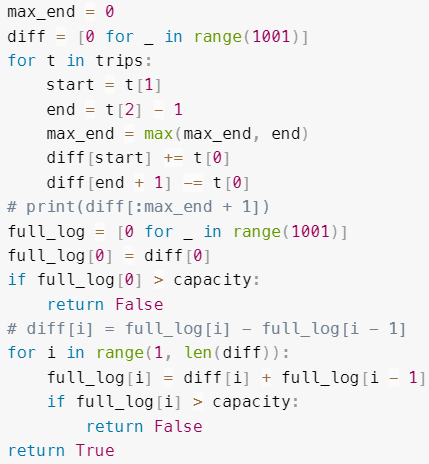 max_end = 0
diff = [0 for _ in range(1001)]
for t in trips:
    start = t[1]
    end = t[2] - 1
    max_end = max(max_end, end)
    diff[start] += t[0]
    diff[end + 1] -= t[0]
# print(diff[:max_end + 1])
full_log = [0 for _ in range(1001)]
full_log[0] = diff[0]
if full_log[0] > capacity:
    return False
# diff[i] = full_log[i] - full_log[i - 1]
for i in range(1, len(diff)):
    full_log[i] = diff[i] + full_log[i - 1]
    if full_log[i] > capacity:
        return False
return True